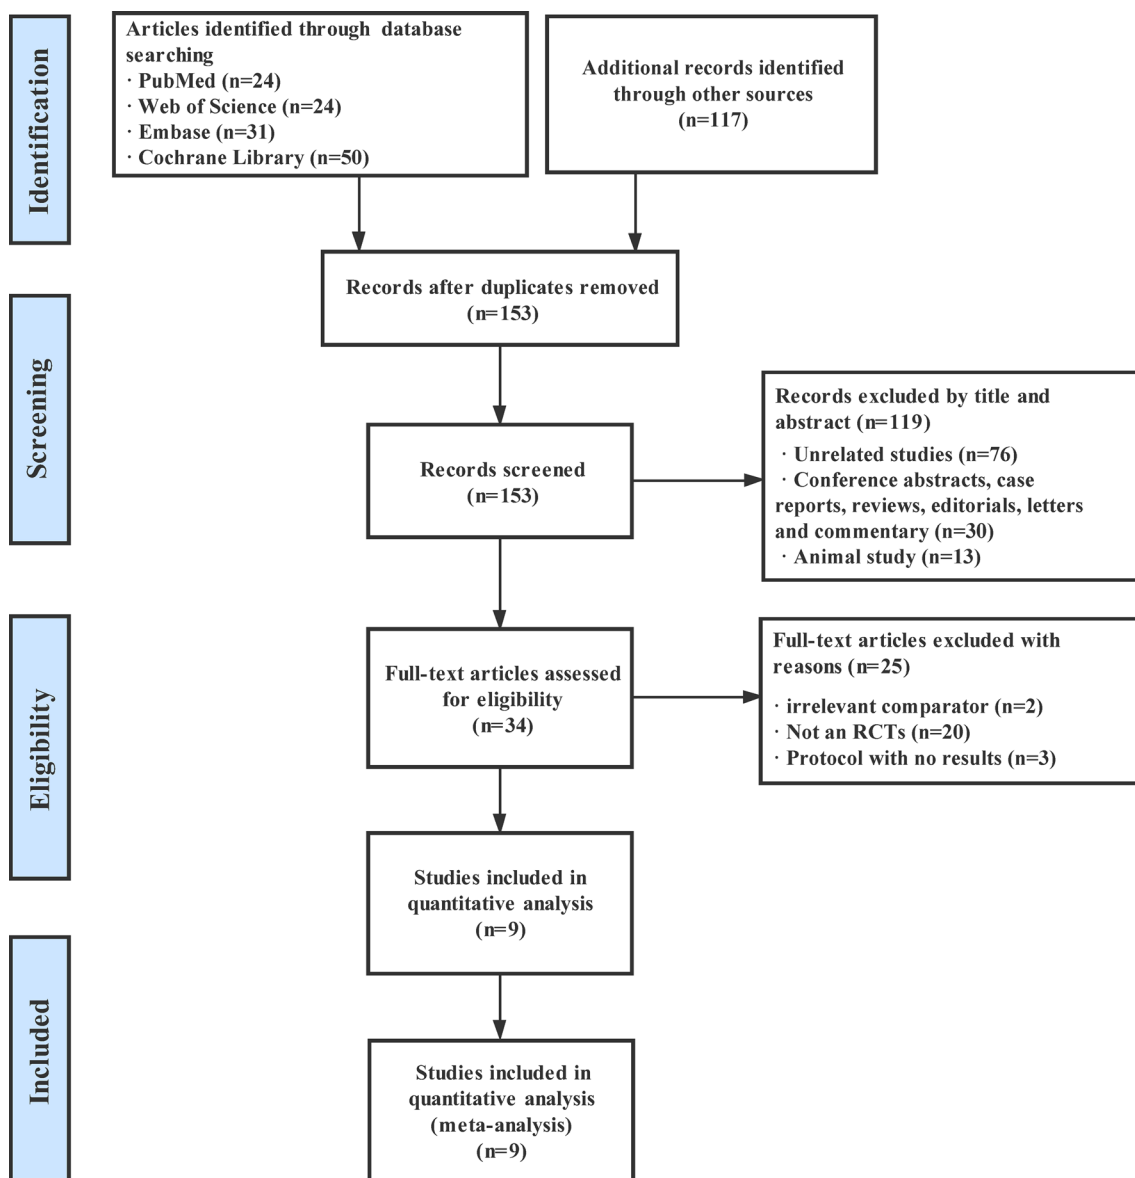 Identification
Articles identified through database
searching
· PubMed (n=24)
· Web of Science (n=24)
· Embase (n=31)
· Cochrane Library (n=50)
Additional records identified
through other sources
(n=117)
Records after duplicates removed
(n=153)
Screening
Records screened
(n=153)
Records excluded by title and
abstract (n=119)
· Unrelated studies (n=76)
· Conference abstracts, case
reports, reviews, editorials, letters
and commentary (n=30)
· Animal study (n=13)
Eligibility
Full-text articles assessed
for eligibility
(n=34)
Full-text articles excluded with
reasons (n=25)
· irrelevant comparator (n=2)
· Not an RCTs (n=20)
· Protocol with no results (n=3)
Studies included in
quantitative analysis
(n=9)
Included
Studies included in
quantitative analysis
(meta-analysis)
(n=9)